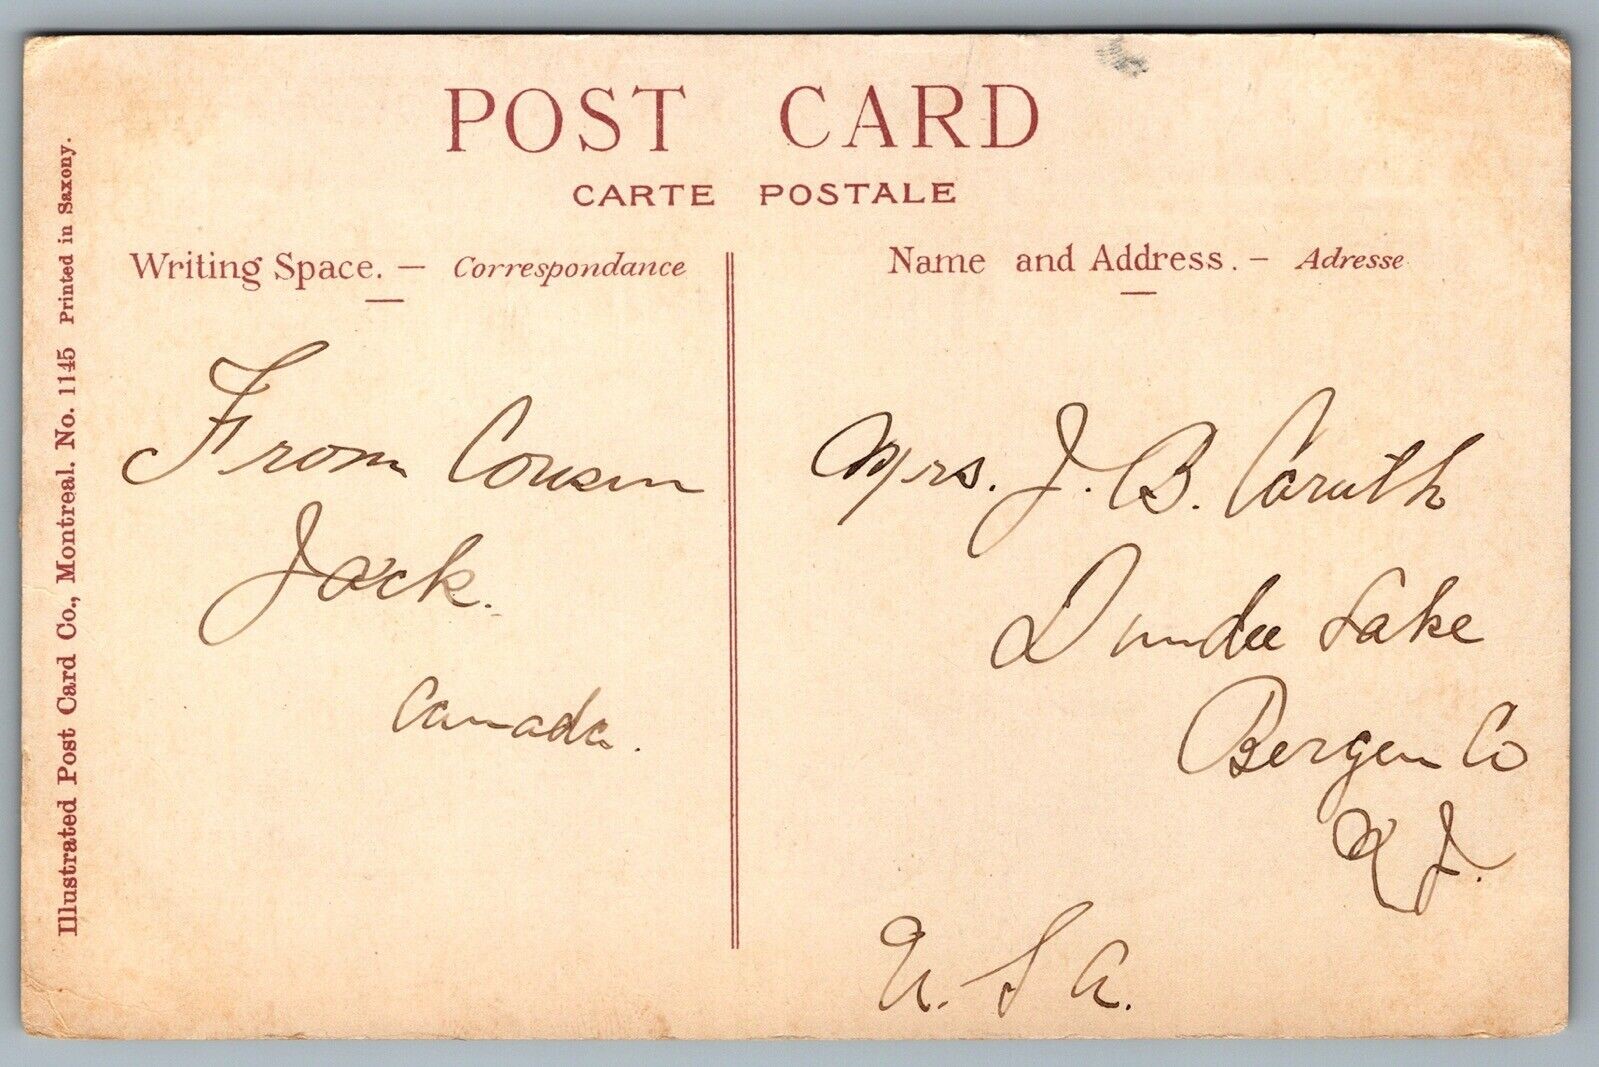 POST CARD
CARTE POSTALE
Writing Space. — Correspondance
Name and Address. — Adresse
From Cousin
Jack.
Canada.
Mrs. J. B. Caruth
Dundee Lake
Bergen Co
N J.
U. S A.
Illustrated Post Card Co., Montreal. No. 1145 Printed in Saxony.